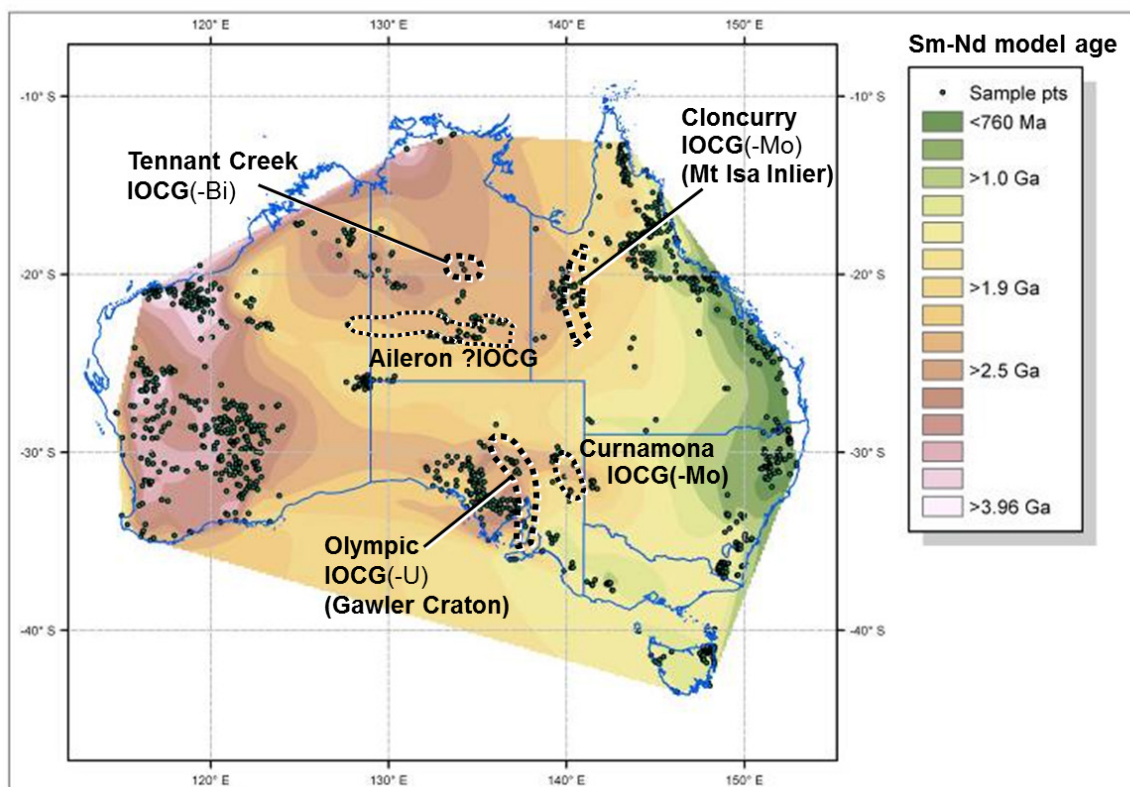 120° E
130° E
140° E
150° E
Sm-Nd model age
Sample pts
<760 Ma
>1.0 Ga
>1.9 Ga
>2.5 Ga
>3.96 Ga
-10° S
-10° S
Cloncurry
IOCG(-Mo)
(Mt Isa Inlier)
Tennant Creek
IOCG(-Bi)
-20° S
-20° S
Aileron ?IOCG
-30° S
-30° S
Curnamona
IOCG(-Mo)
Olympic
IOCG(-U)
(Gawler Craton)
-40° S
-40° S
120° E
130° E
140° E
150° E